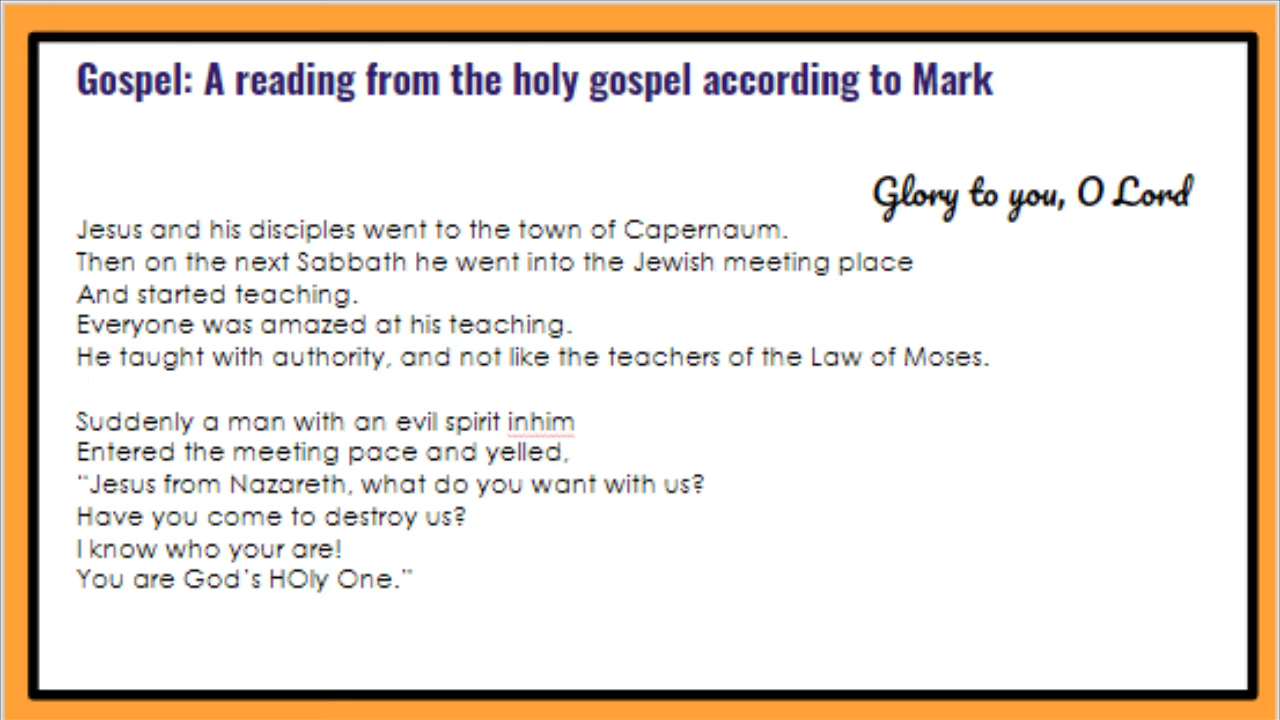 Gospel: A reading from the holy gospel according to Mark
Glory to you, O Lord
Jesus and his disciples went to the town of Capernaum.
Then on the next Sabbath he went into the Jewish meeting place
And started teaching.
Everyone was amazed at his teaching.
He taught with authority, and not like the teachers of the Law of Moses.
Suddenly a man with an evil spirit inhim
Entered the meeting pace and yelled,
“Jesus from Nazareth, what do you want with us?
Have you come to destroy us?
I know who your are!
You are God’s HOly One.”